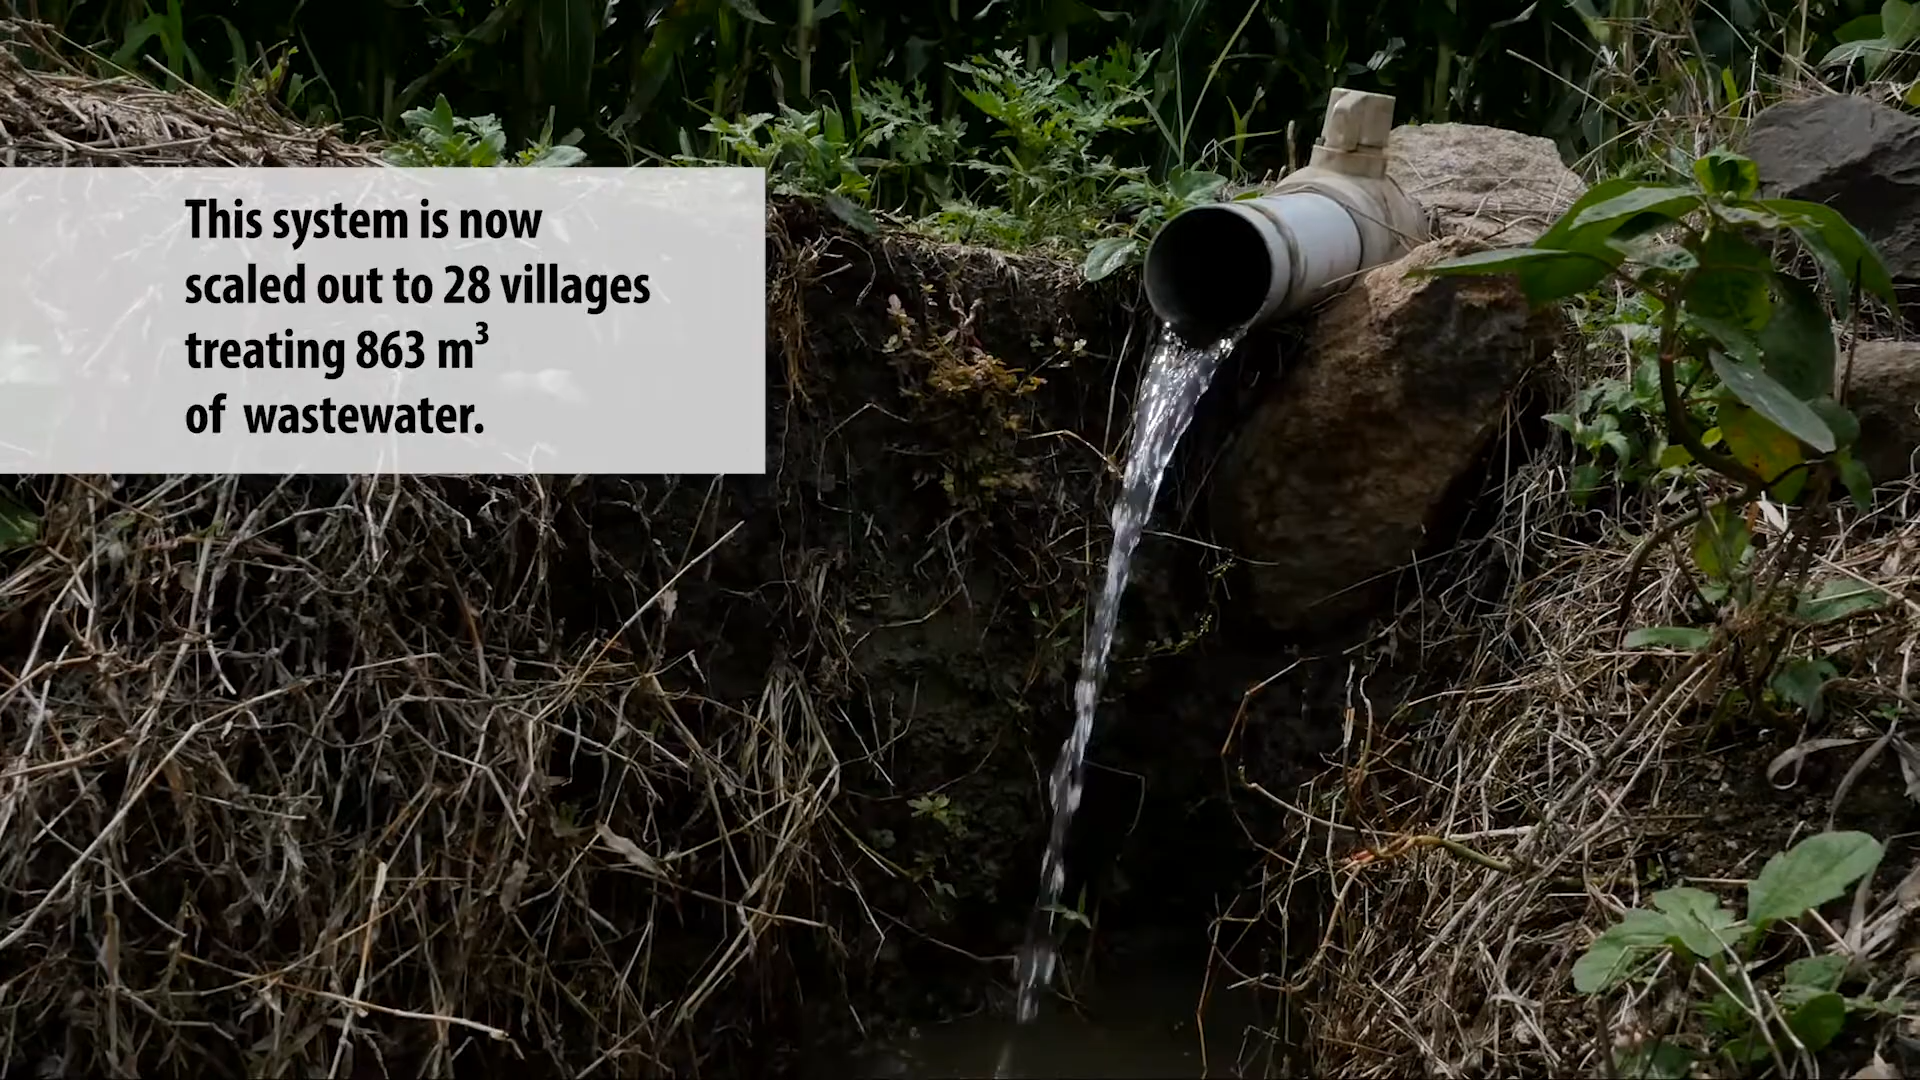 This system is now
scaled out to 28 villages
treating 863 m³
of wastewater.